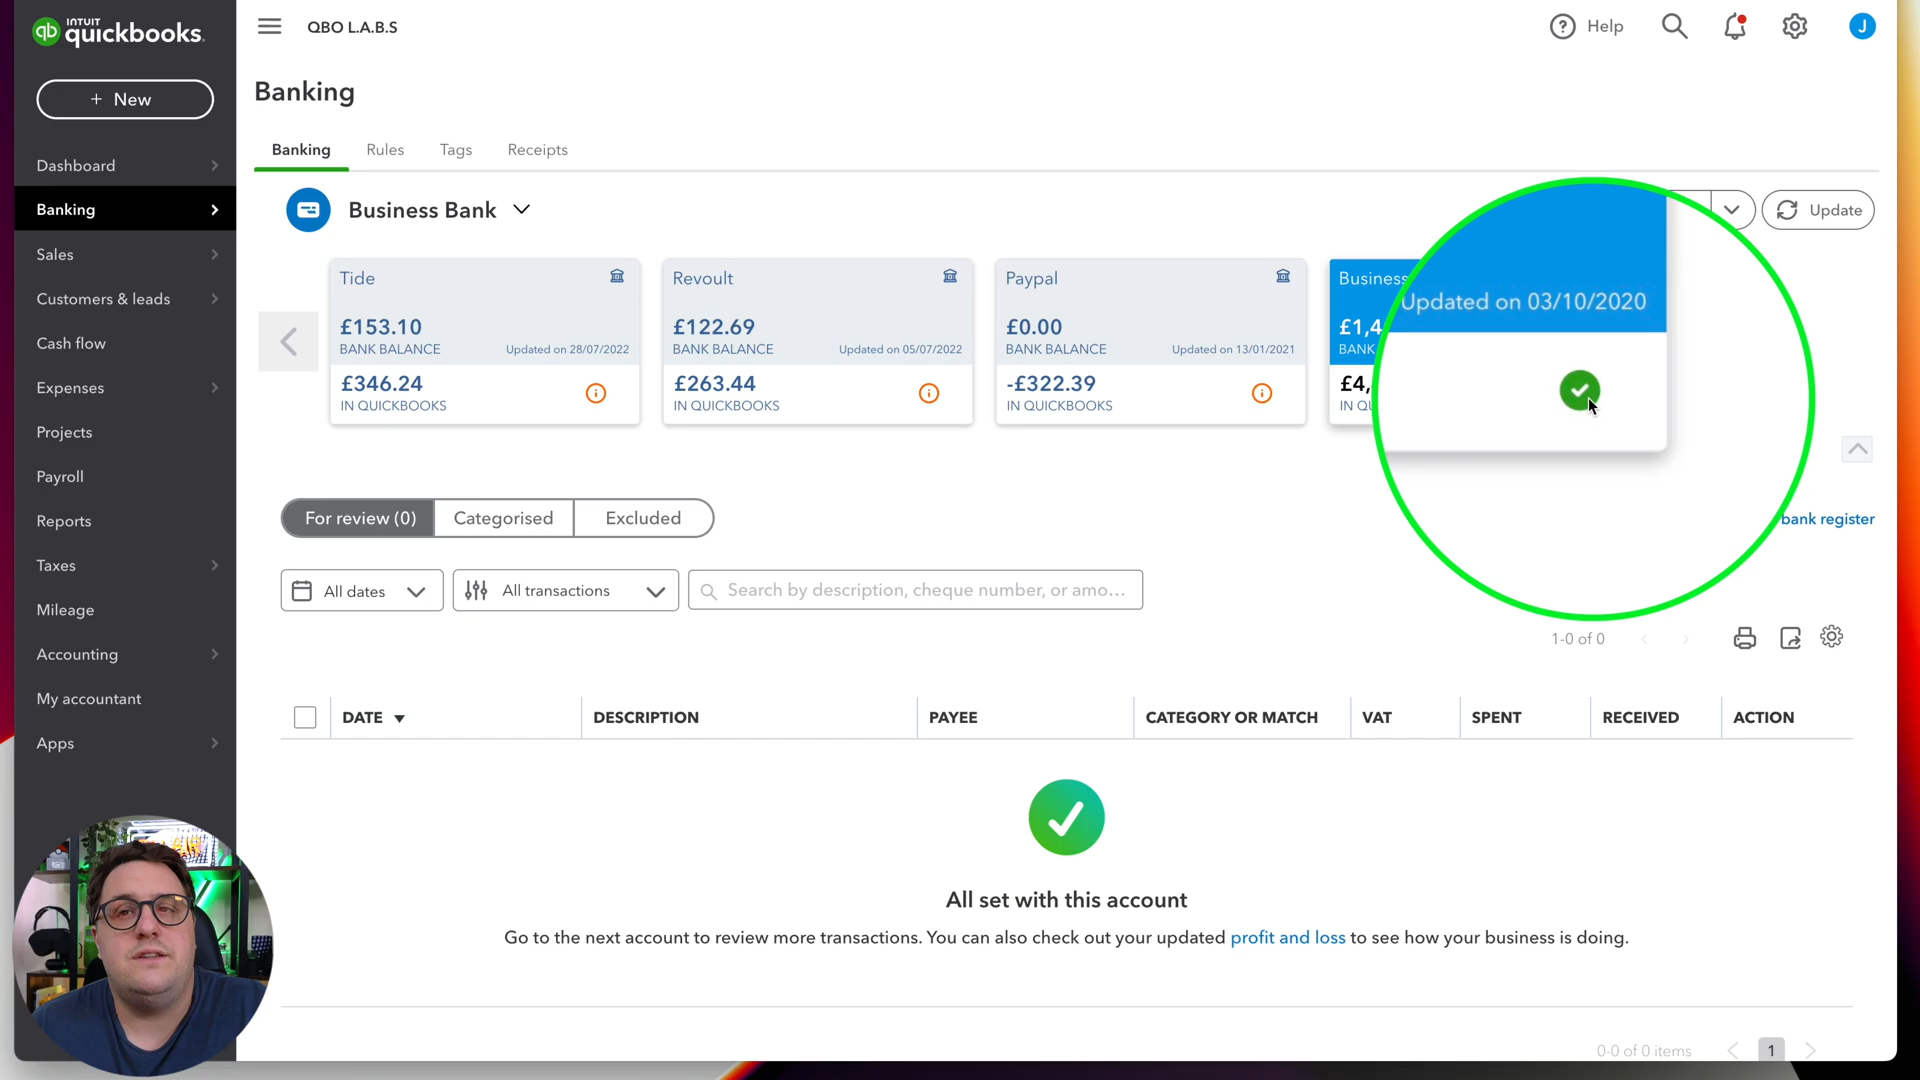 INTUIT
quickbooks.
qb
+ New
Dashboard
Banking
Sales
Customers & leads
Cash flow
Expenses
Projects
Payroll
Reports
Taxes
Mileage
Accounting
My accountant
Apps
QBO L.A.B.S
Help
J
Banking
Banking Rules Tags Receipts
Business Bank
Update
Tide
£153.10
BANK BALANCE Updated on 28/07/2022
£346.24
IN QUICKBOOKS
Revoult
£122.69
BANK BALANCE Updated on 05/07/2022
£263.44
IN QUICKBOOKS
Paypal
£0.00
BANK BALANCE Updated on 13/01/2021
-£322.39
IN QUICKBOOKS
Business
£1,4
BANK
£4,
IN QU
Updated on 03/10/2020
bank register
For review (0) Categorised Excluded
All dates All transactions Search by description, cheque number, or amo...
1-0 of 0
DATE DESCRIPTION PAYEE CATEGORY OR MATCH VAT SPENT RECEIVED ACTION
All set with this account
Go to the next account to review more transactions. You can also check out your updated profit and loss to see how your business is doing.
0-0 of 0 items 1